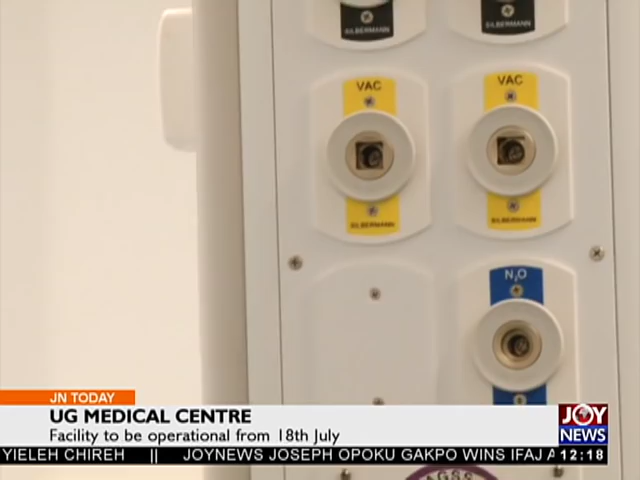 SILBERMANN
SILBERMANN
VAC
VAC
SILBERMANN
SILBERMANN
N₂O
JN TODAY
UG MEDICAL CENTRE
Facility to be operational from 18th July
JOY
NEWS
YIELEH CHIREH || JOYNEWS JOSEPH OPOKU GAKPO WINS IFAJ
12:18
AGSS